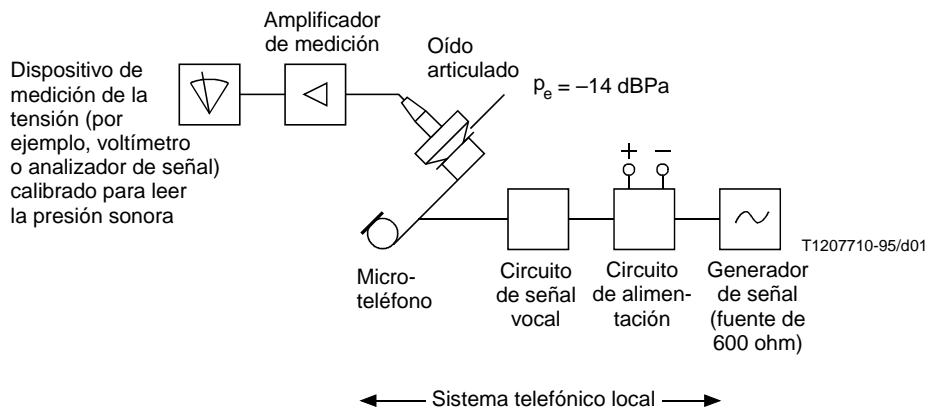 Amplificador
de medición
Oído
articulado
Dispositivo de
medición de la
tensión (por
ejemplo, voltímetro
o analizador de señal)
calibrado para leer
la presión sonora
pe = –14 dBPa
+ –
T1207710-95/d01
Micro-
teléfono
Circuito
de señal
vocal
Circuito
de alimen-
tación
Generador
de señal
(fuente de
600 ohm)
Sistema telefónico local